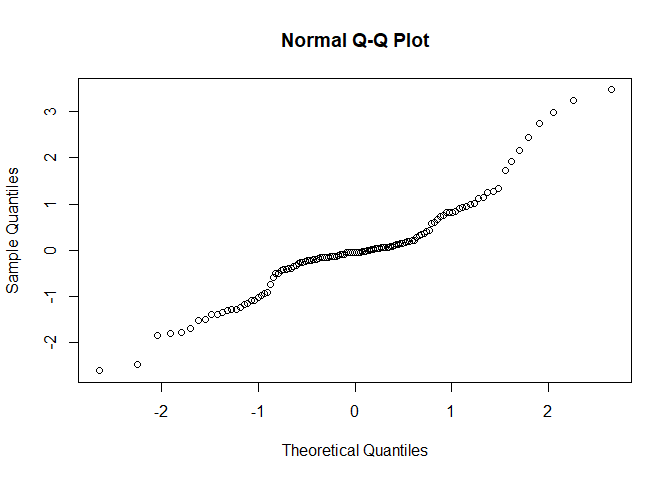 Normal Q-Q Plot
Sample Quantiles
3
2
1
0
-1
-2
-2 -1 0 1 2
Theoretical Quantiles